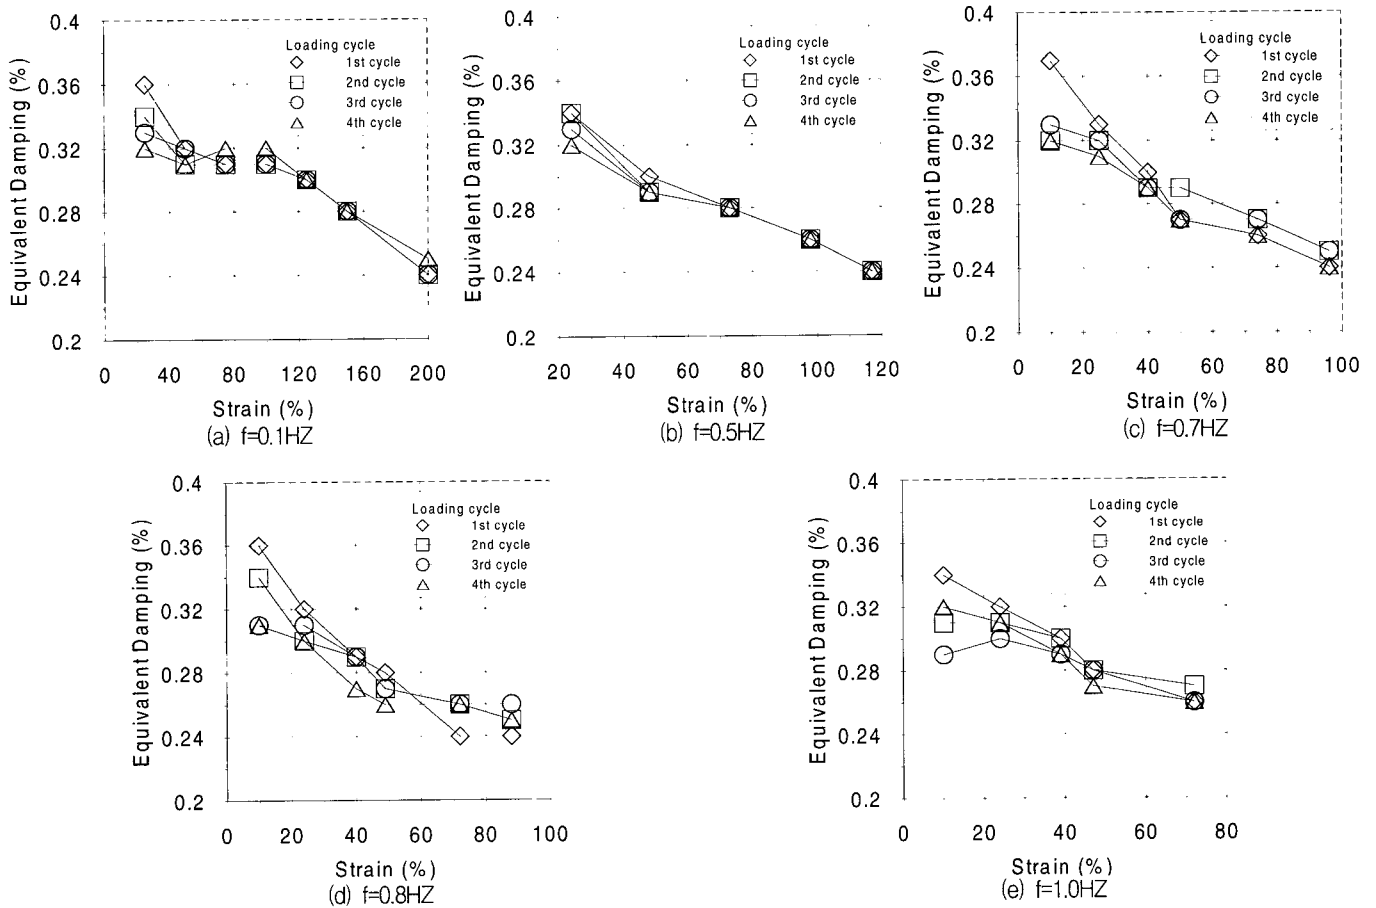 0.4
0.36
0.32
0.28
0.24
0.2
Equivalent Damping (%)
Loading cycle
1st cycle
2nd cycle
3rd cycle
4th cycle
0 40 80 120 160 200
Strain (%)
(a) f=0.1HZ
0.4
0.36
0.32
0.28
0.24
0.2
Equivalent Damping (%)
Loading cycle
1st cycle
2nd cycle
3rd cycle
4th cycle
20 40 60 80 100 120
Strain (%)
(b) f=0.5HZ
0.4
0.36
0.32
0.28
0.24
0.2
Equivalent Damping (%)
Loading cycle
1st cycle
2nd cycle
3rd cycle
4th cycle
0 20 40 60 80 100
Strain (%)
(c) f=0.7HZ
0.4
0.36
0.32
0.28
0.24
0.2
Equivalent Damping (%)
Loading cycle
1st cycle
2nd cycle
3rd cycle
4th cycle
0 20 40 60 80 100
Strain (%)
(d) f=0.8HZ
0.4
0.36
0.32
0.28
0.24
0.2
Equivalent Damping (%)
Loading cycle
1st cycle
2nd cycle
3rd cycle
4th cycle
0 20 40 60 80
Strain (%)
(e) f=1.0HZ